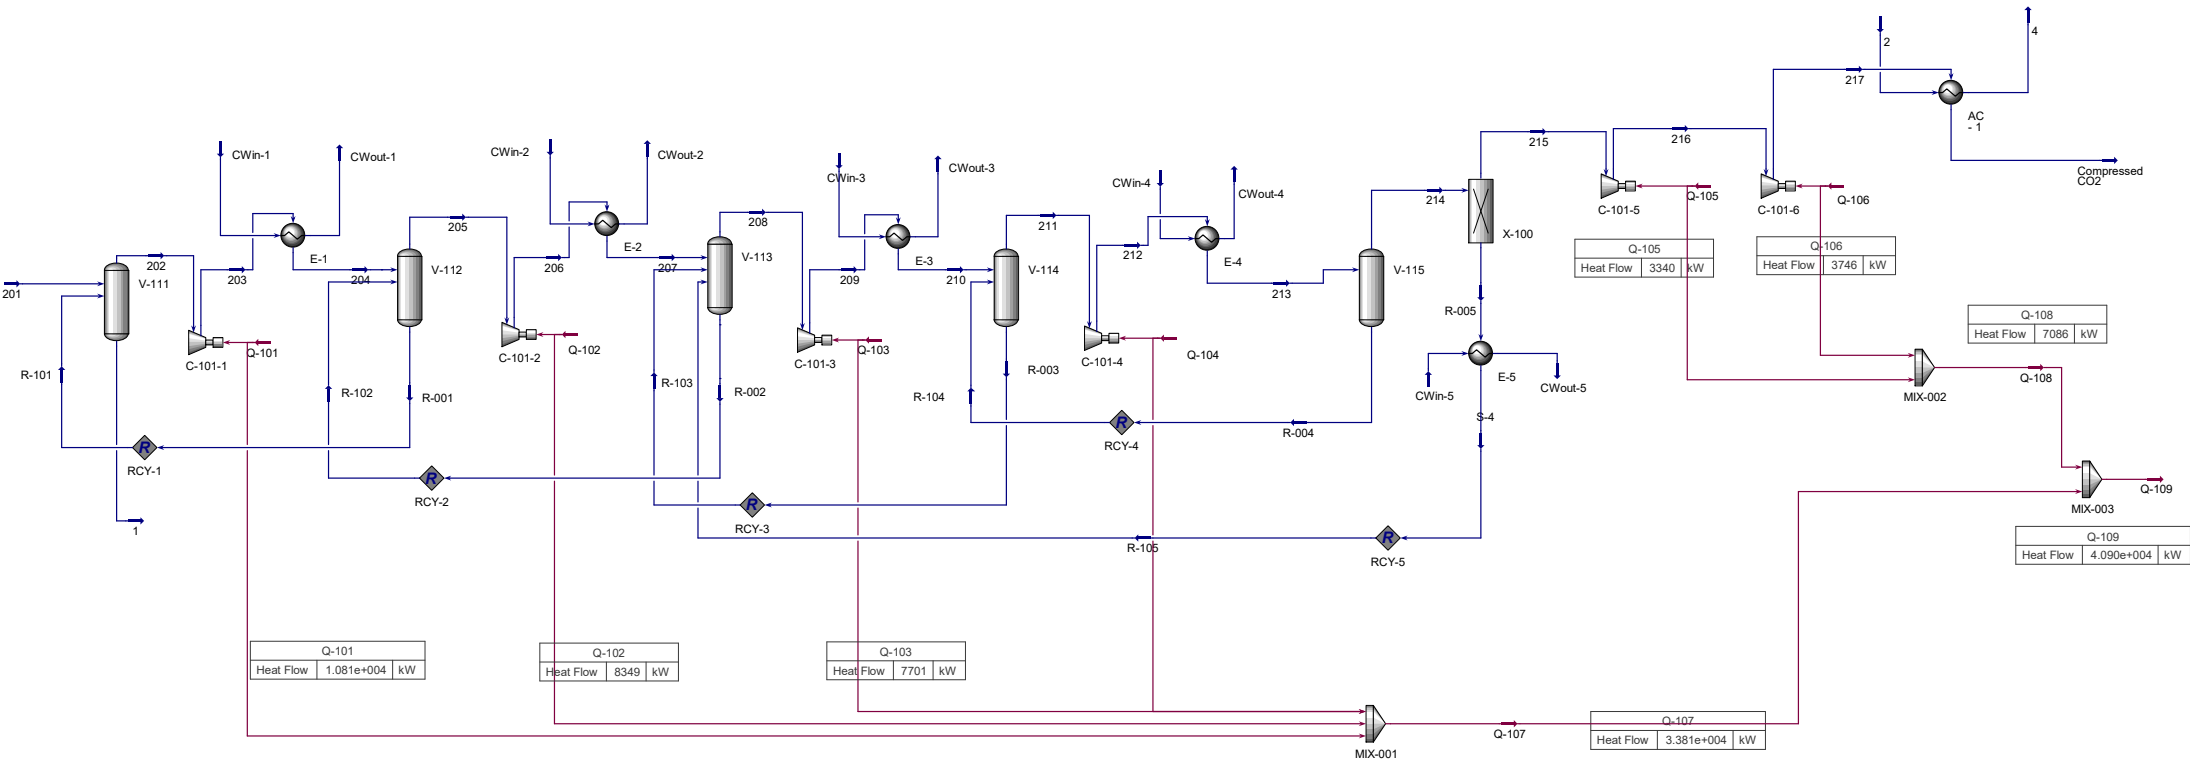 2
4
217
AC
- 1
Compressed
CO2
215
216
C-101-5
Q-105
C-101-6
Q-106
Q-105
Heat Flow 3340 kW
Q-106
Heat Flow 3746 kW
214
X-100
CWin-1
CWout-1
CWin-2
CWout-2
CWin-3
CWout-3
CWin-4
CWout-4
201
202
V-111
203
E-1
204
205
V-112
206
E-2
207
208
V-113
209
E-3
210
211
V-114
212
E-4
213
V-115
C-101-1
Q-101
C-101-2
Q-102
C-101-3
Q-103
C-101-4
Q-104
R-101
R-102
R-001
R-103
R-002
R-104
R-003
R-004
R-005
E-5
CWin-5
CWout-5
S-4
R
RCY-1
R
RCY-2
R
RCY-3
R
RCY-4
R
RCY-5
R-105
1
Q-108
Heat Flow 7086 kW
MIX-002
Q-108
MIX-003
Q-109
Q-109
Heat Flow 4.090e+004 kW
Q-101
Heat Flow 1.081e+004 kW
Q-102
Heat Flow 8349 kW
Q-103
Heat Flow 7701 kW
MIX-001
Q-107
Q-107
Heat Flow 3.381e+004 kW